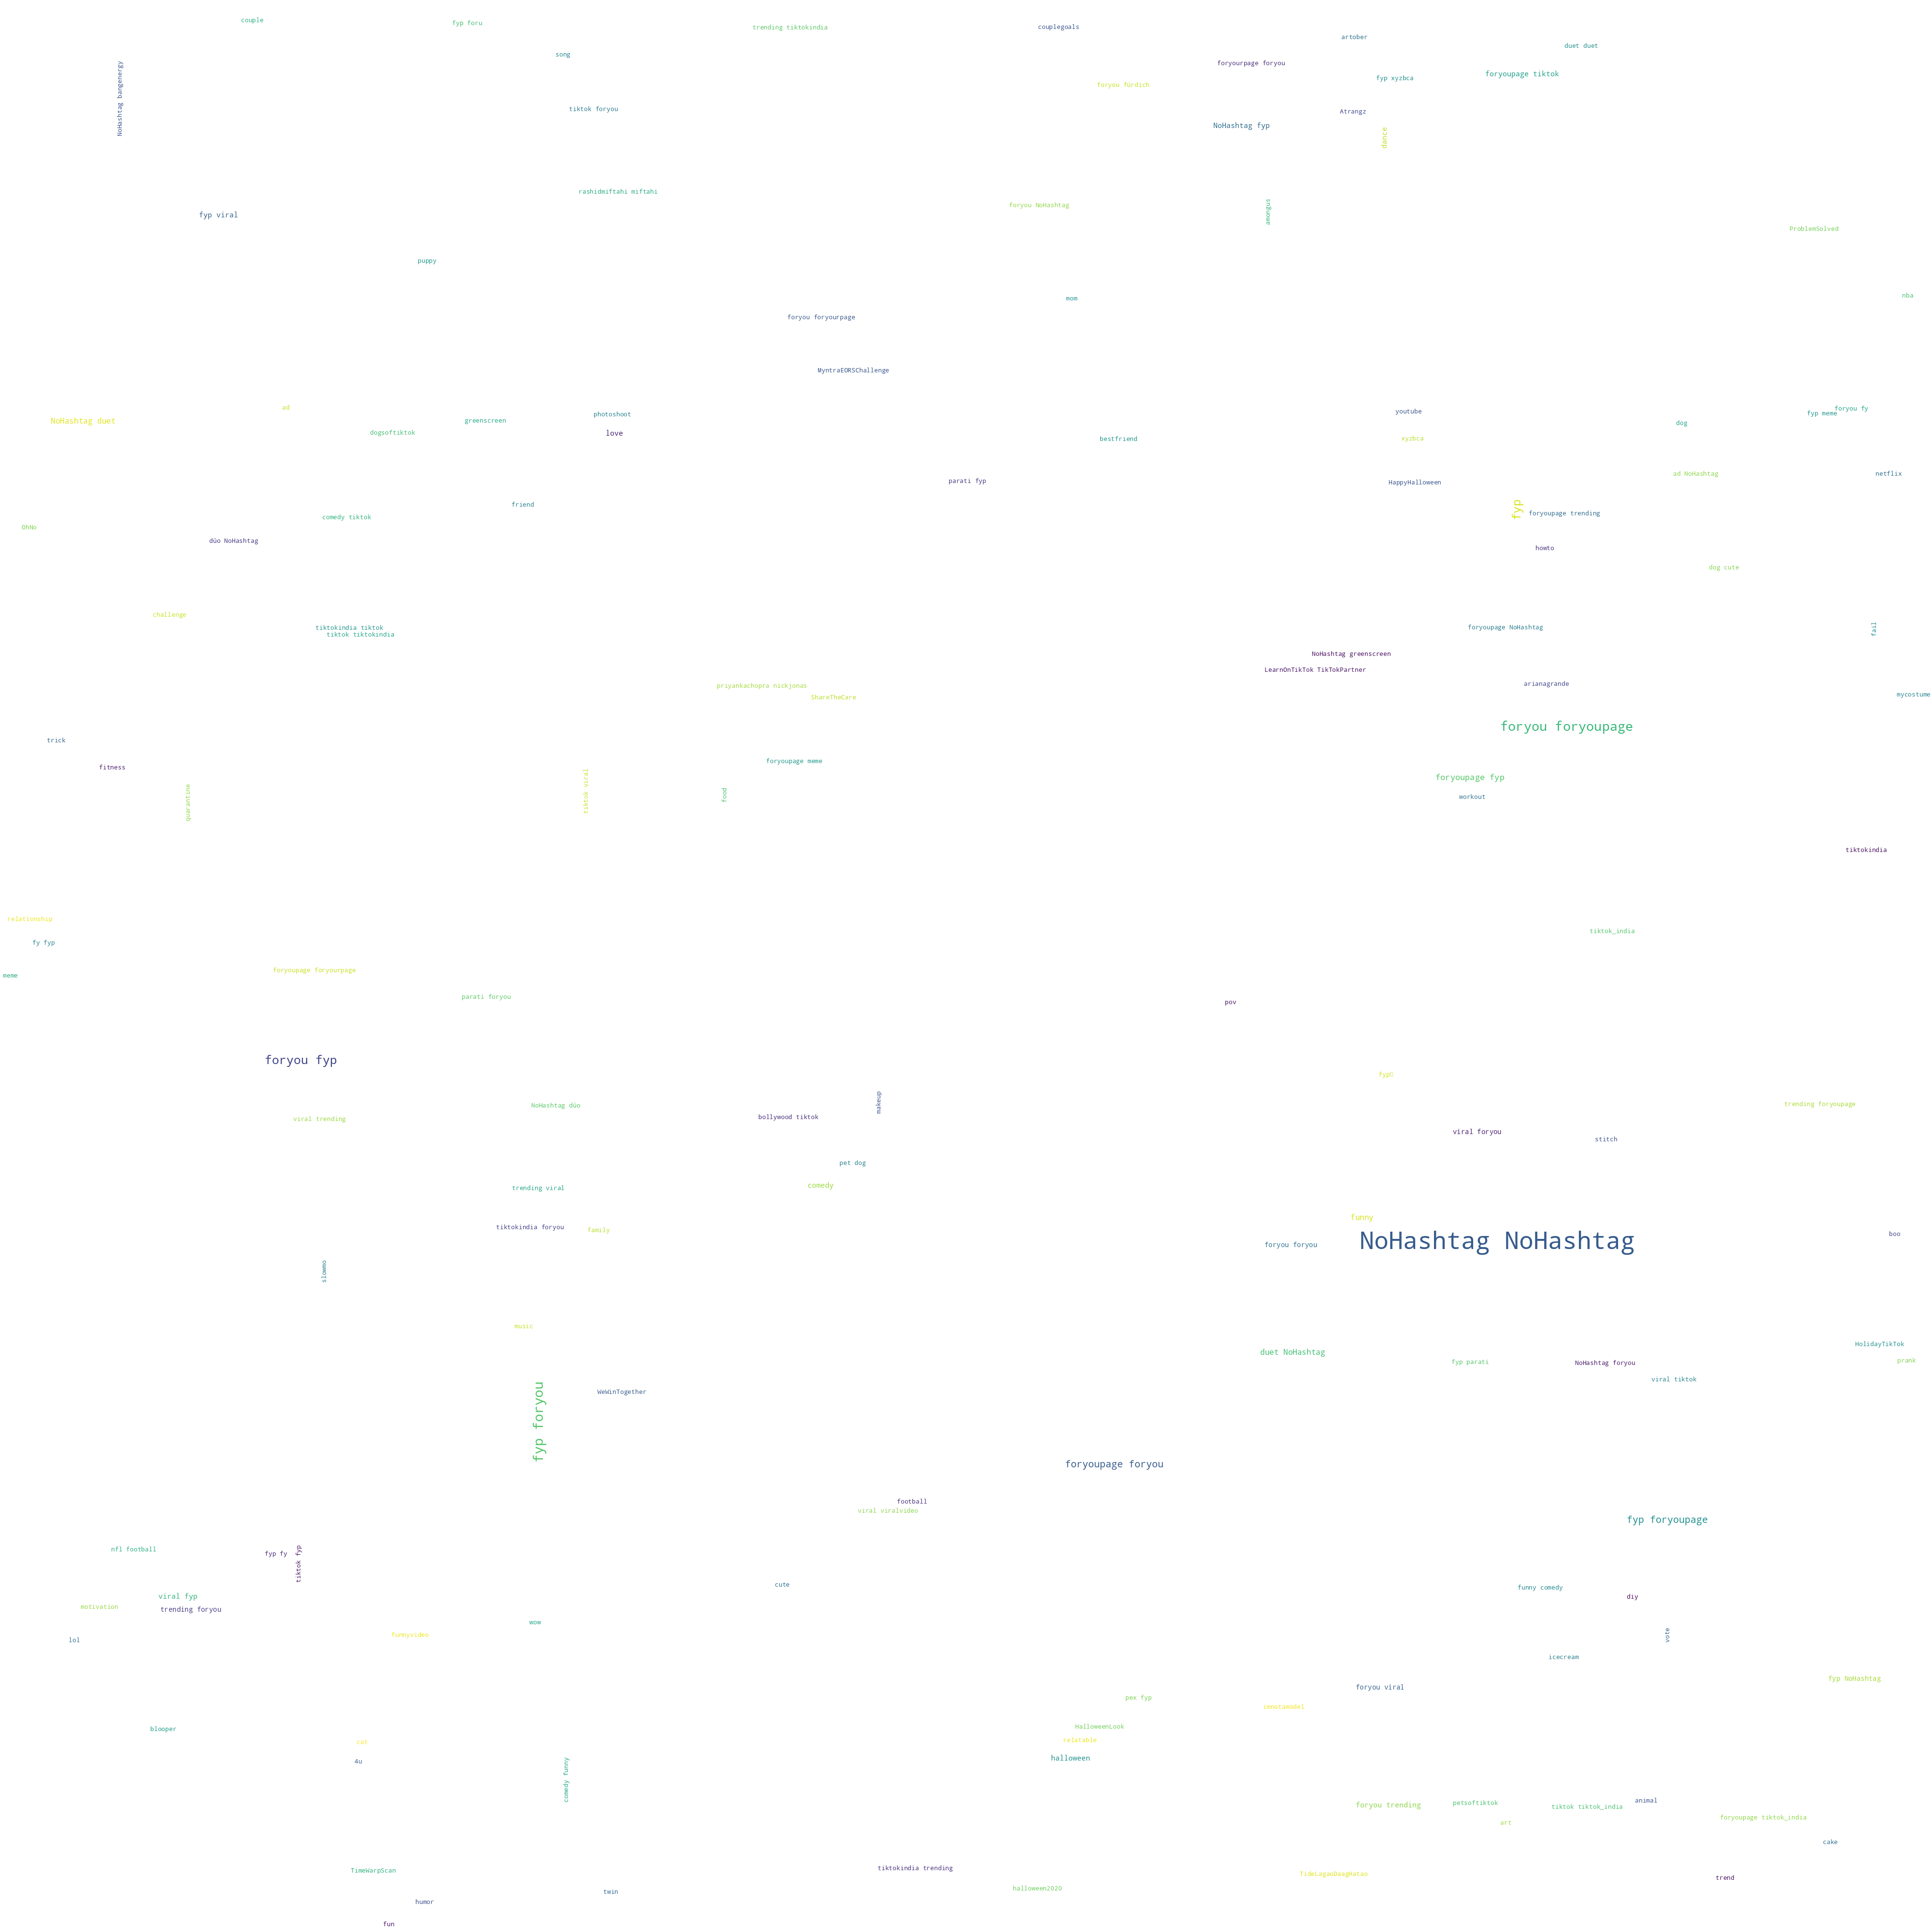 couple
fyp foru
trending tiktokindia
couplegoals
artober
duet duet
song
foryourpage foryou
foryoupage tiktok
fyp xyzbca
foryou fürdich
NoHashtag bangenergy
tiktok foryou
Atrangz
NoHashtag fyp
dance
rashidmiftahi miftahi
foryou NoHashtag
amongus
fyp viral
ProblemSolved
puppy
mom
nba
foryou foryourpage
MyntraEORSChallenge
ad
foryou fy
youtube
fyp meme
photoshoot
NoHashtag duet
greenscreen
dog
dogsoftiktok
love
xyzbca
bestfriend
ad NoHashtag
netflix
parati fyp
HappyHalloween
friend
fyp
foryoupage trending
comedy tiktok
OhNo
düo NoHashtag
howto
dog cute
challenge
tiktokindia tiktok
foryoupage NoHashtag
fail
tiktok tiktokindia
NoHashtag greenscreen
LearnOnTikTok TikTokPartner
priyankachopra nickjonas
arianagrande
mycostume
ShareTheCare
foryou foryoupage
trick
foryoupage meme
fitness
foryoupage fyp
tiktok viral
food
workout
quarantine
tiktokindia
relationship
tiktok_india
fy fyp
foryoupage foryourpage
meme
parati foryou
pov
foryou fyp
makeup
NoHashtag dúo
trending foryoupage
bollywood tiktok
viral trending
viral foryou
stitch
pet dog
comedy
trending viral
funny
tiktokindia foryou
family
boo
NoHashtag NoHashtag
foryou foryou
slowmo
music
HolidayTikTok
duet NoHashtag
prank
fyp parati
NoHashtag foryou
viral tiktok
WeWinTogether
fyp foryou
foryoupage foryou
football
viral viralvideo
fyp foryoupage
nfl football
fyp fy
tiktok fyp
cute
funny comedy
viral fyp
diy
motivation
trending foryou
wow
funnyvideo
vote
lol
icecream
fyp NoHashtag
foryou viral
pex fyp
HalloweenLook
blooper
relatable
cat
halloween
4u
comedy funny
petsoftiktok
foryou trending
animal
tiktok tiktok_india
foryoupage tiktok_india
art
cake
tiktokindia trending
TimeWarpScan
trend
halloween2020
twin
humor
fun